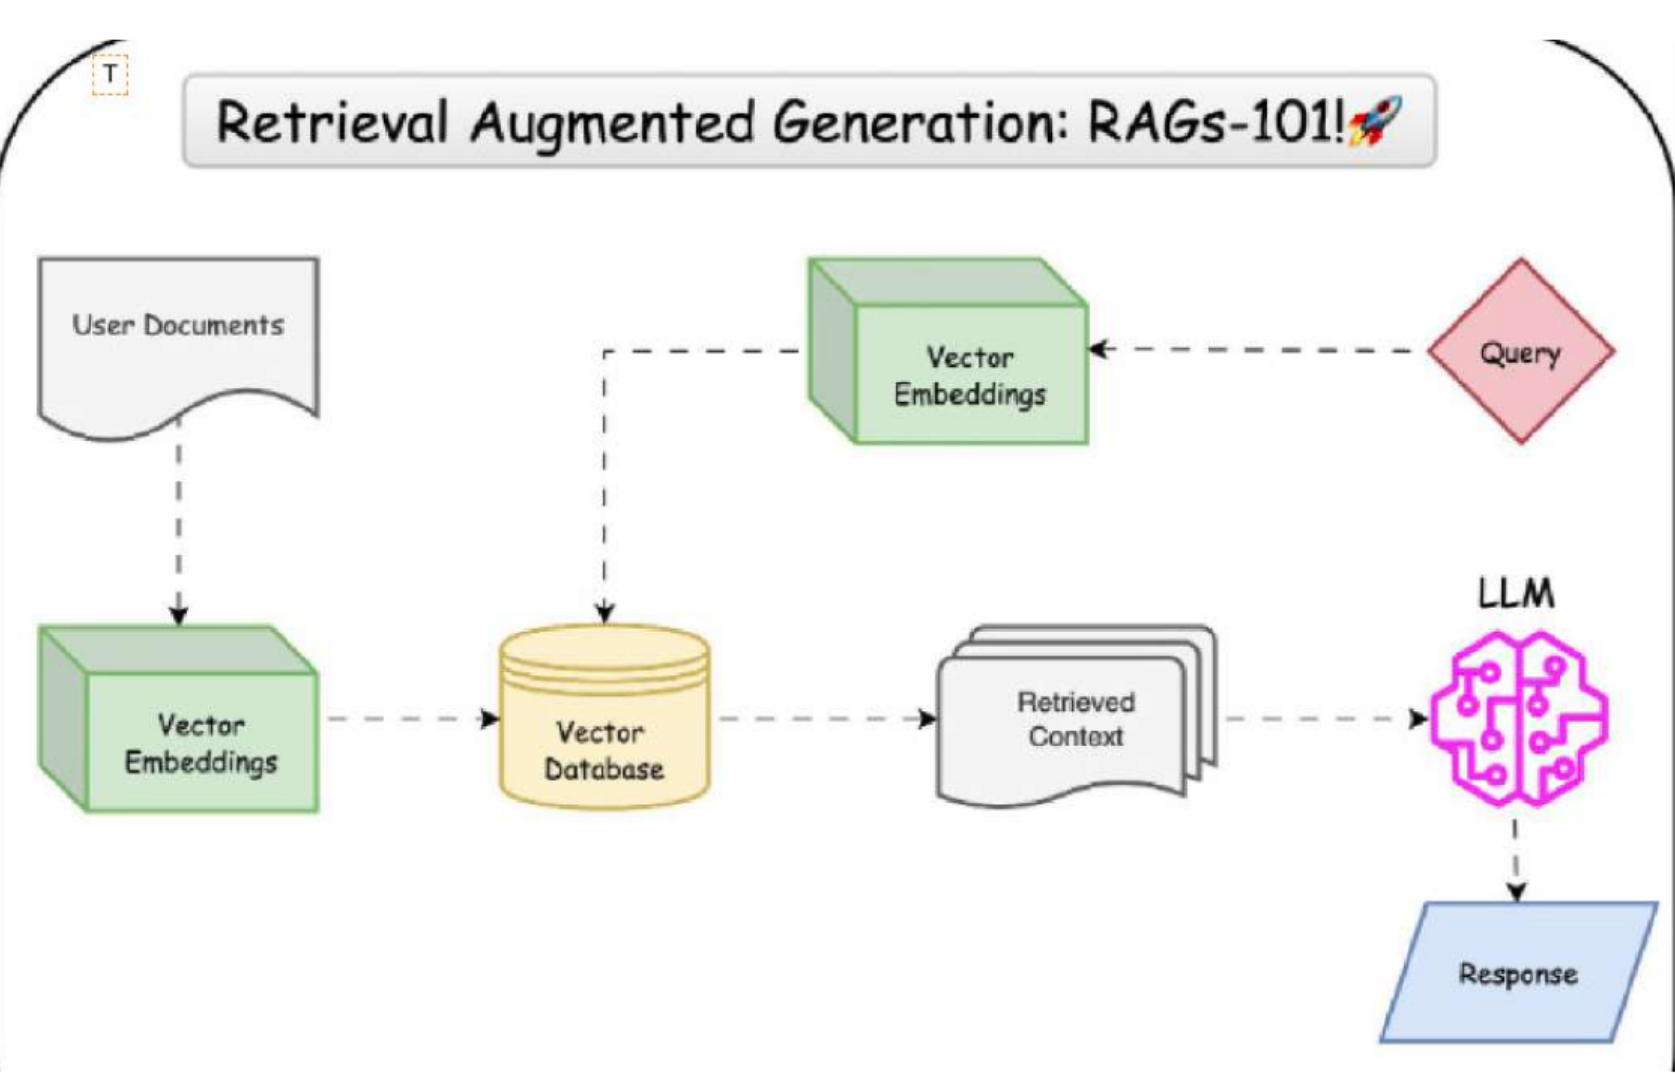 T
Retrieval Augmented Generation: RAGs-101!🚀
User Documents
Vector
Embeddings
Query
LLM
Vector
Embeddings
Vector
Database
Retrieved
Context
Response